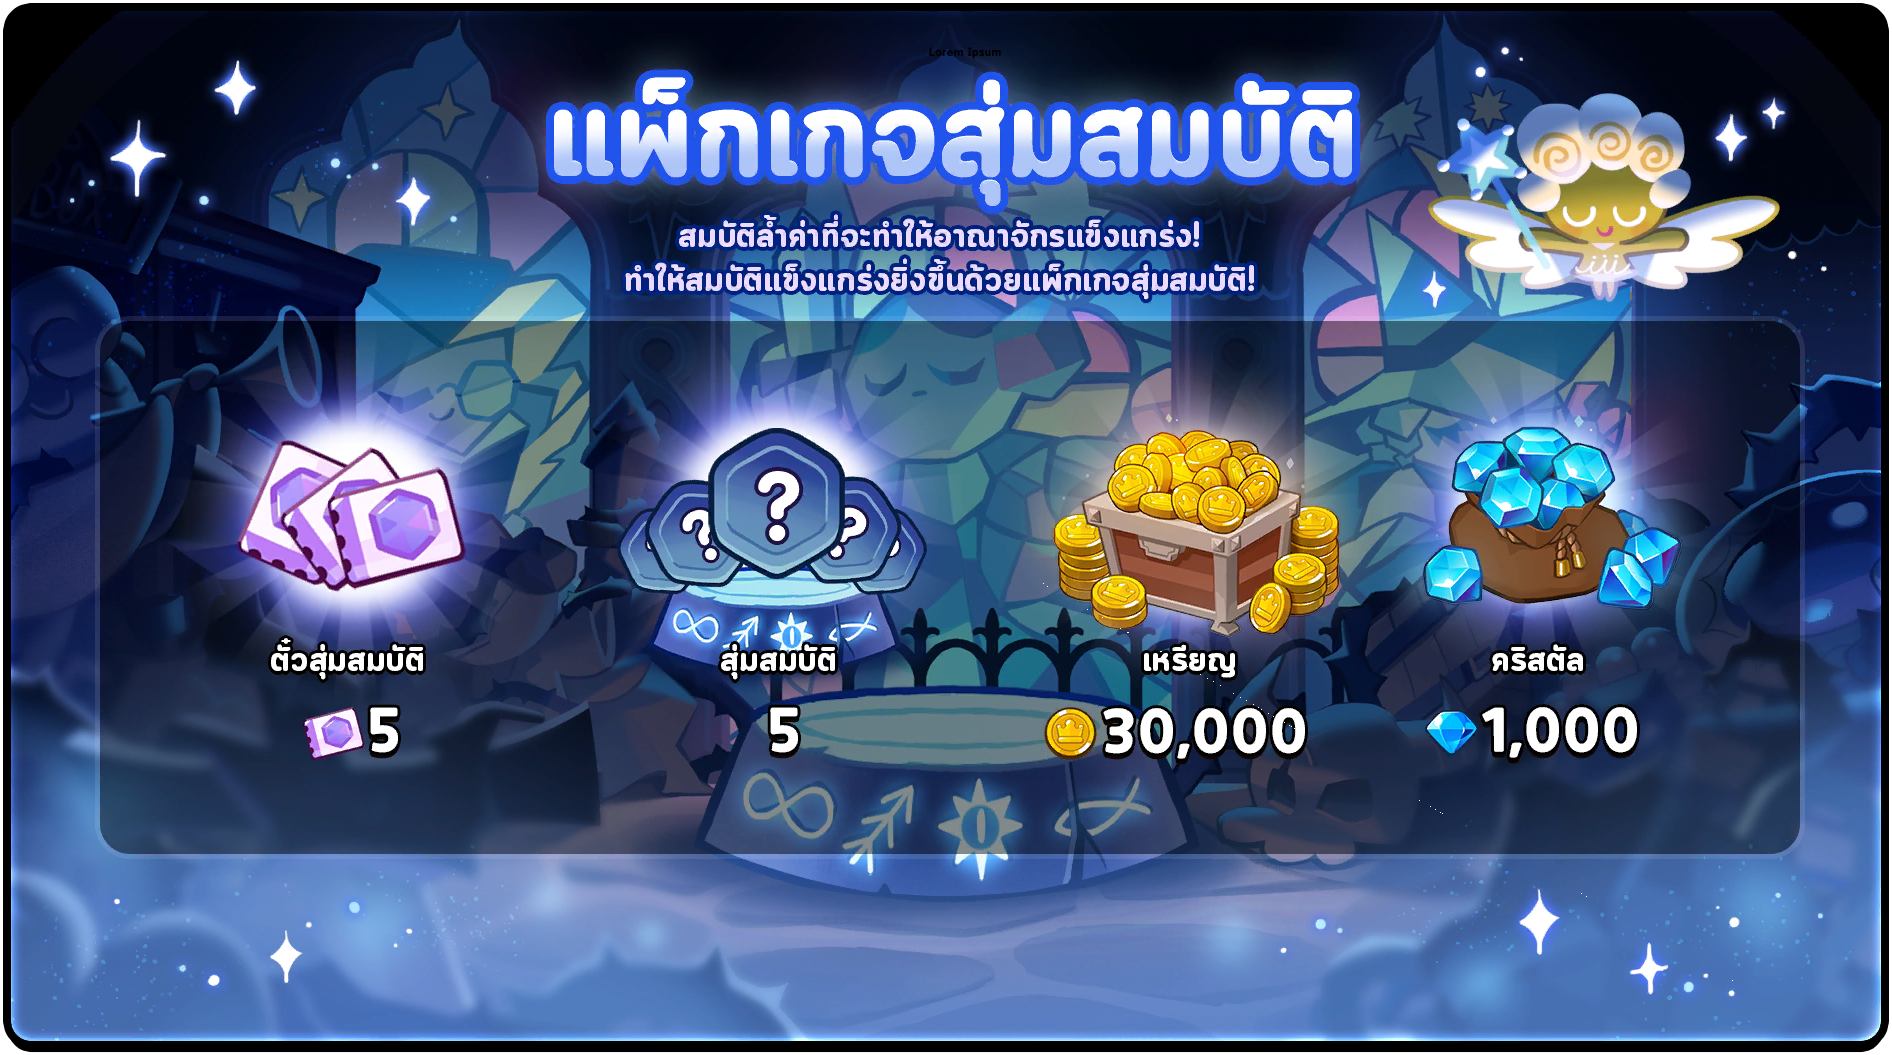 Lorem Ipsum
แพ็กเกจสุ่มสมบัติ
สมบัติล้ำค่าที่จะทำให้อาณาจักรแข็งแกร่ง!
ทำให้สมบัติแข็งแกร่งยิ่งขึ้นด้วยแพ็กเกจสุ่มสมบัติ!
ตั๋วสุ่มสมบัติ
5
สุ่มสมบัติ
5
เหรียญ
30,000
คริสตัล
1,000